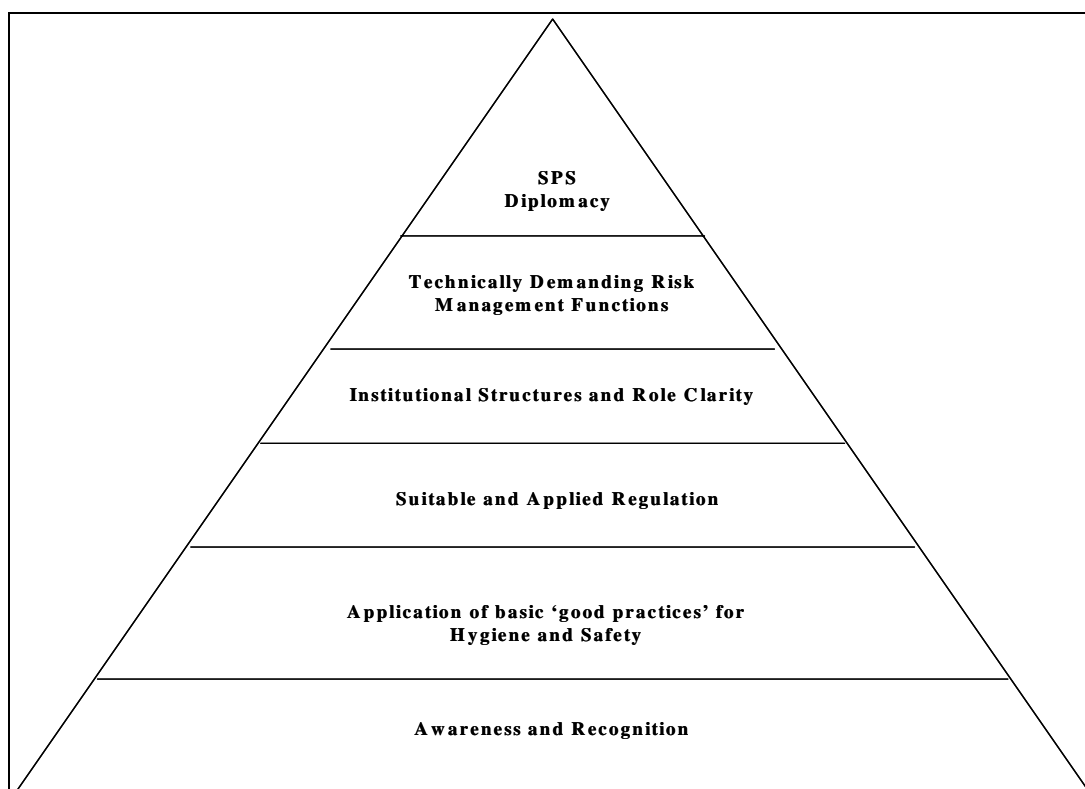 SPS
Diplomacy
Technically Demanding Risk
Management Functions
Institutional Structures and Role Clarity
Suitable and Applied Regulation
Application of basic ‘good practices’ for
Hygiene and Safety
Awareness and Recognition